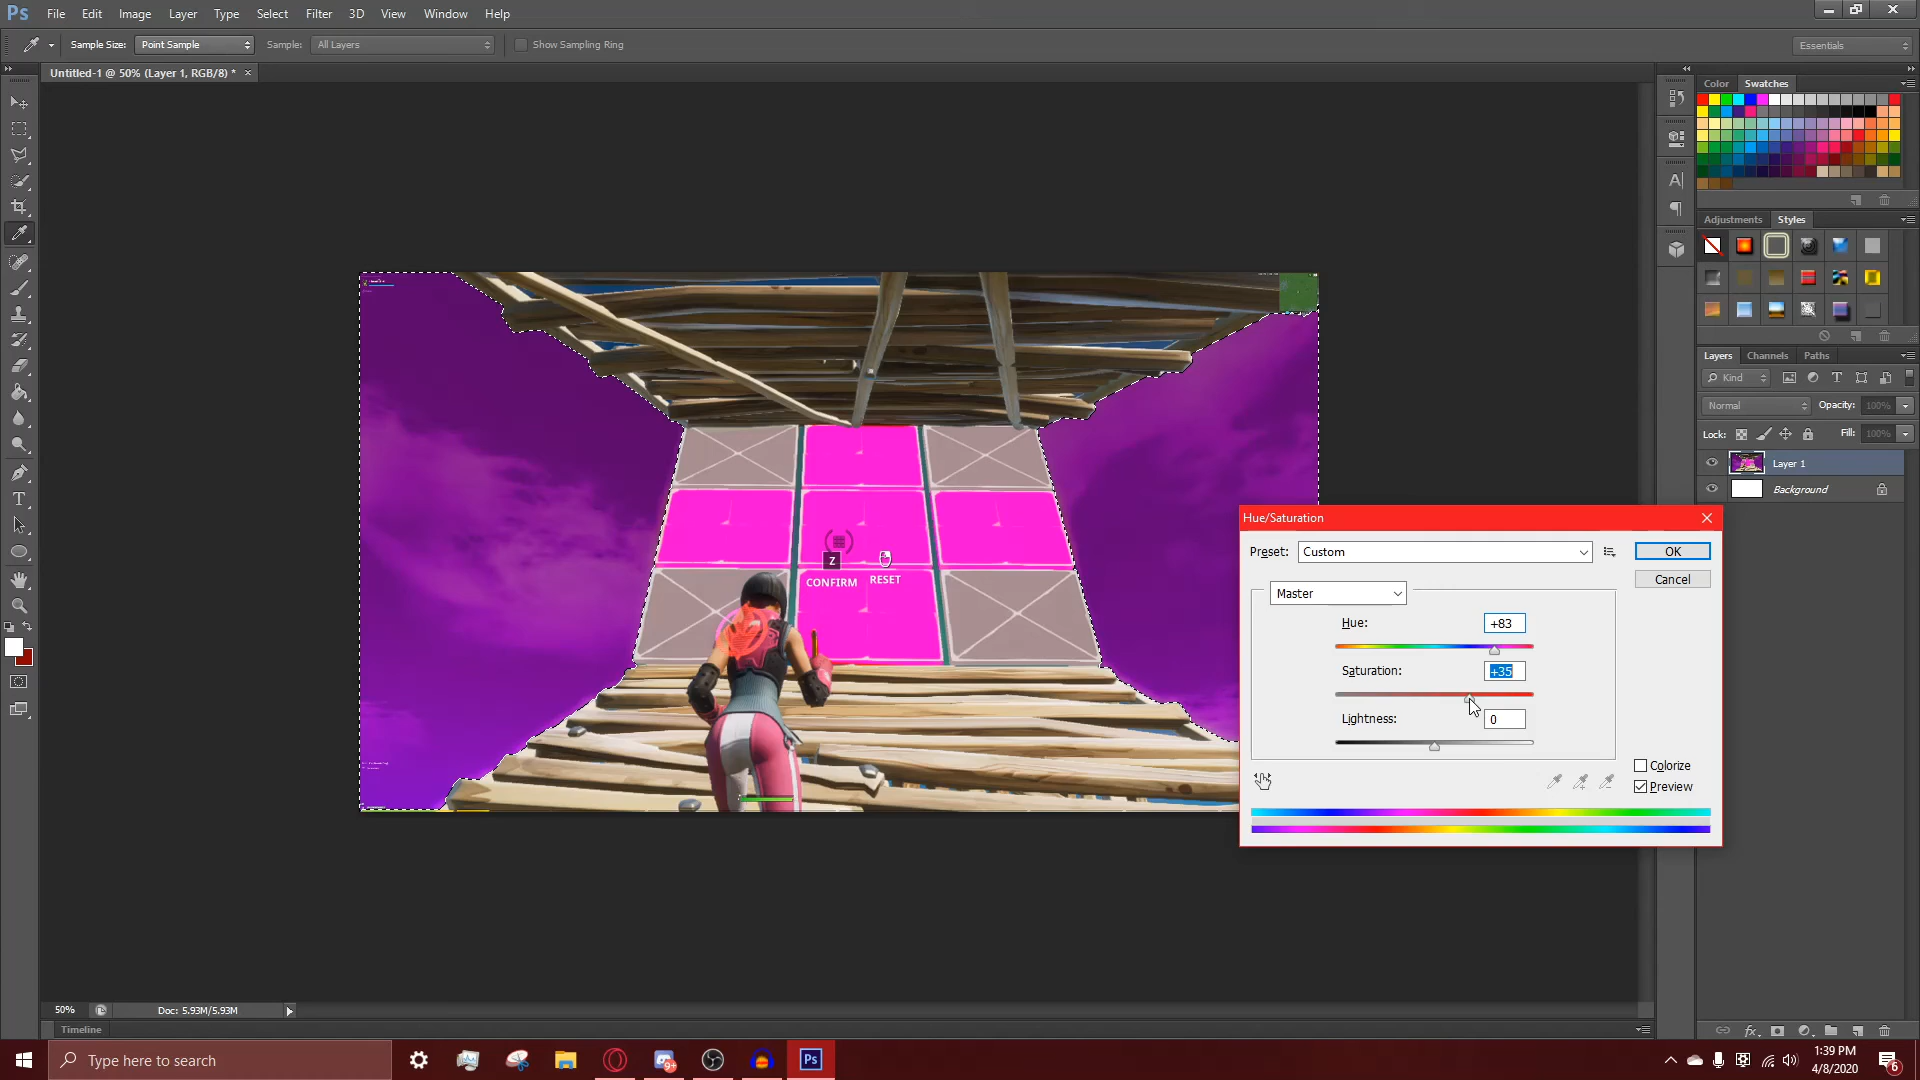 Ps File Edit Image Layer Type Select Filter 3D View Window Help
Sample Size: Point Sample Sample: All Layers Show Sampling Ring Essentials
Untitled-1 @ 50% (Layer 1, RGB/8) * ×
Color Swatches
Adjustments Styles
Layers Channels Paths
Kind
Normal Opacity: 100%
Lock: Fill: 100%
Layer 1
Background
Z
CONFIRM RESET
Hue/Saturation
Preset: Custom OK
Cancel
Master
Hue: +83
Saturation: +35
Lightness: 0
Colorize
Preview
50% Doc: 5.93M/5.93M
Timeline
Type here to search
9+
Ps
1:39 PM
4/8/2020
6